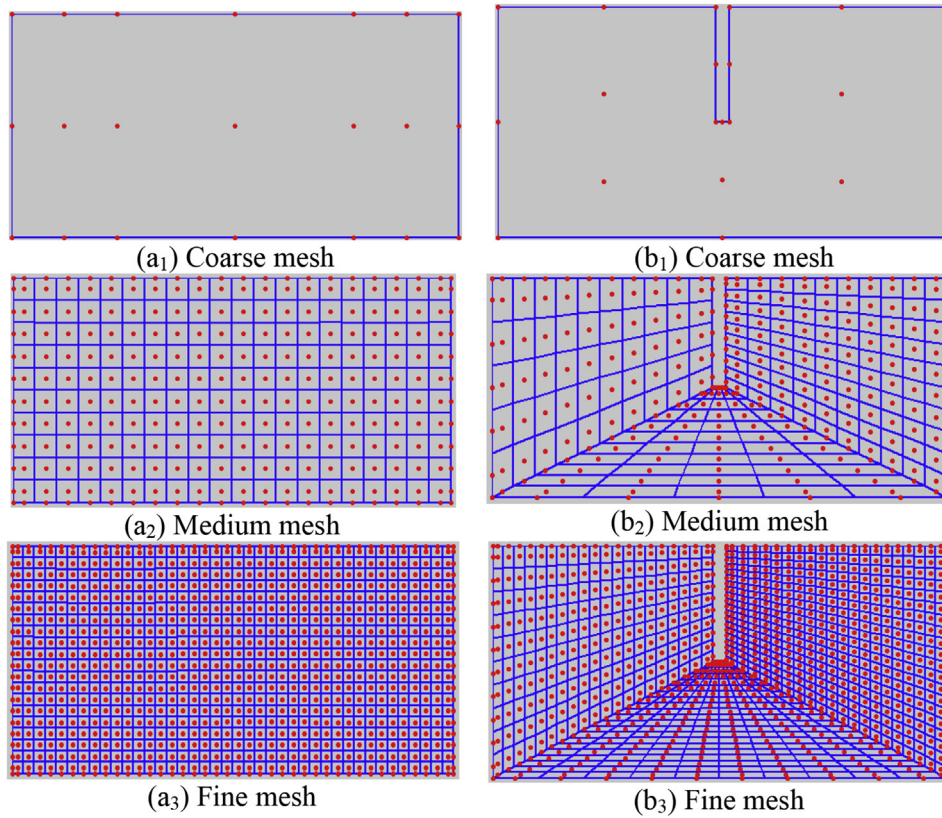 (a₁) Coarse mesh
(b₁) Coarse mesh
(a₂) Medium mesh
(b₂) Medium mesh
(a₃) Fine mesh
(b₃) Fine mesh